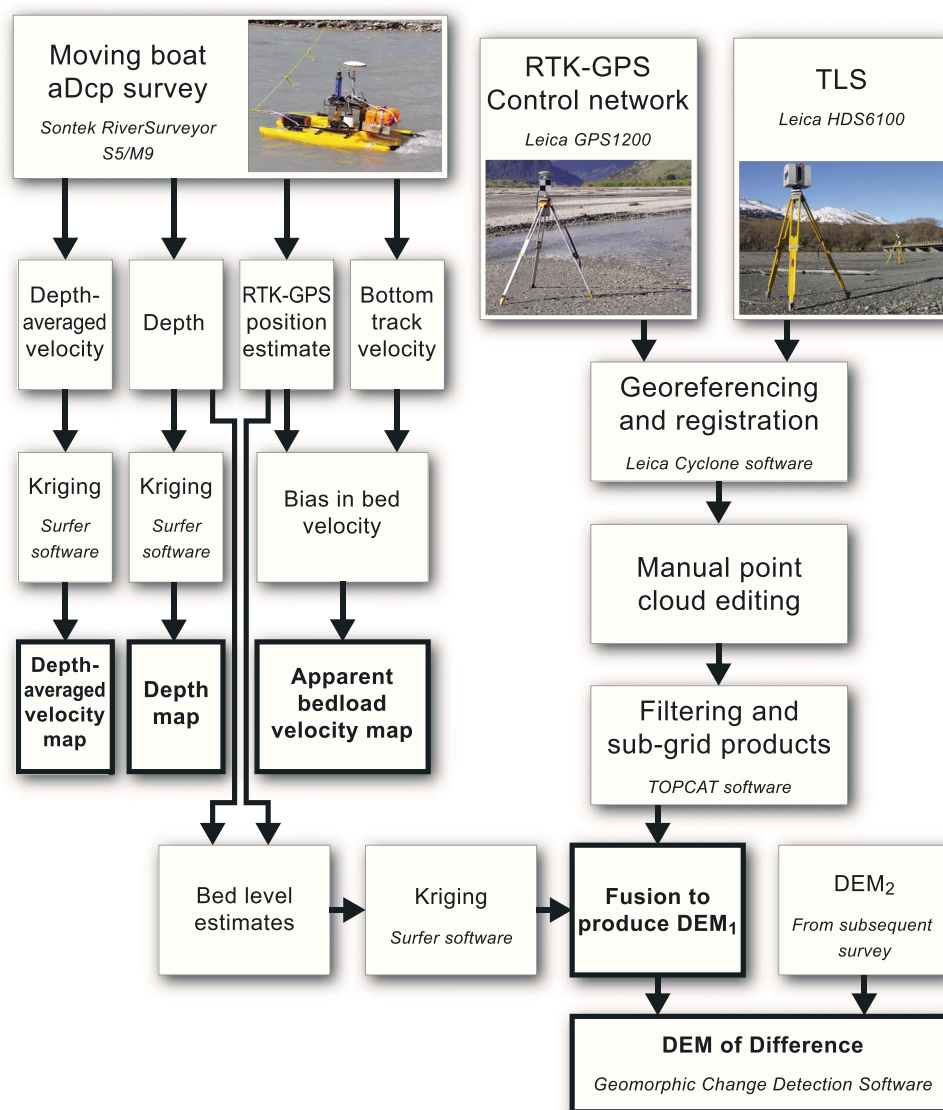 Moving boat
aDcp survey
Sontek RiverSurveyor
S5/M9
RTK-GPS
Control network
Leica GPS1200
TLS
Leica HDS6100
Depth-
averaged
velocity
Depth
RTK-GPS
position
estimate
Bottom
track
velocity
Georeferencing
and registration
Leica Cyclone software
Kriging
Surfer
software
Kriging
Surfer
software
Bias in bed
velocity
Manual point
cloud editing
Depth-
averaged
velocity
map
Depth
map
Apparent
bedload
velocity map
Filtering and
sub-grid products
TOPCAT software
Bed level
estimates
Kriging
Surfer software
Fusion to
produce DEM₁
DEM₂
From subsequent
survey
DEM of Difference
Geomorphic Change Detection Software